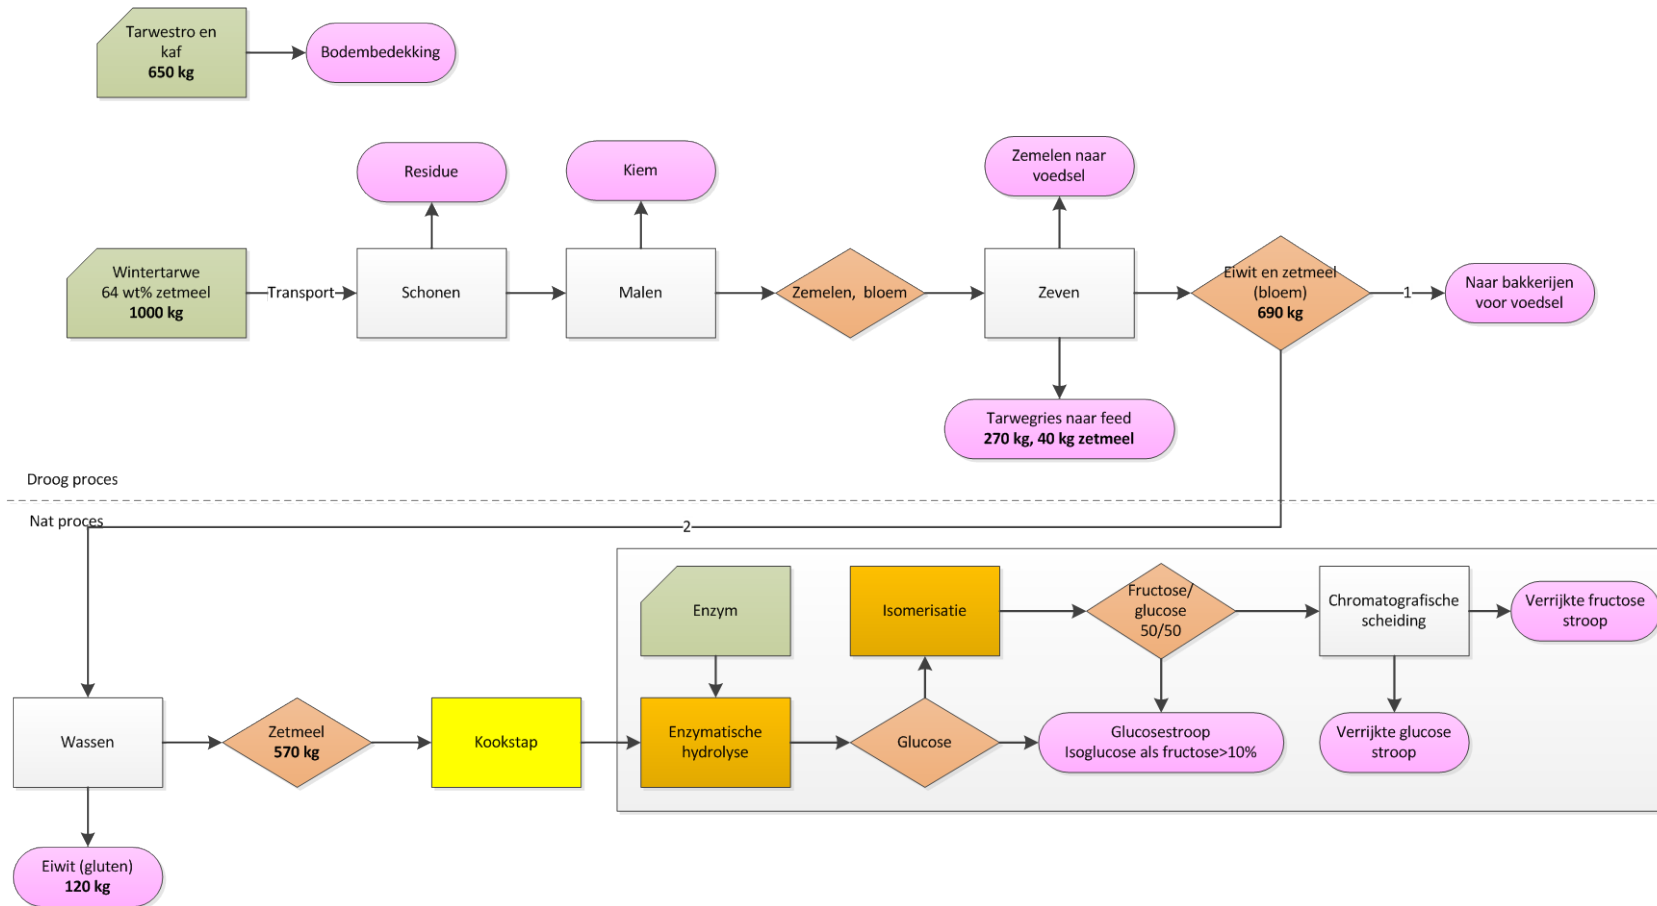 Tarwestro en
kaf
650 kg
Bodembedekking
Residue
Kiem
Zemelen naar
voedsel
Wintertarwe
64 wt% zetmeel
1000 kg
Transport
Schonen
Malen
Zemelen, bloem
Zeven
Eiwit en zetmeel
(bloem)
690 kg
1
Naar bakkerijen
voor voedsel
Tarwegries naar feed
270 kg, 40 kg zetmeel
Droog proces
Nat proces
2
Enzym
Isomerisatie
Fructose/
glucose
50/50
Chromatografische
scheiding
Verrijkte fructose
stroop
Wassen
Zetmeel
570 kg
Kookstap
Enzymatische
hydrolyse
Glucose
Glucosestroop
Isoglucose als fructose>10%
Verrijkte glucose
stroop
Eiwit (gluten)
120 kg